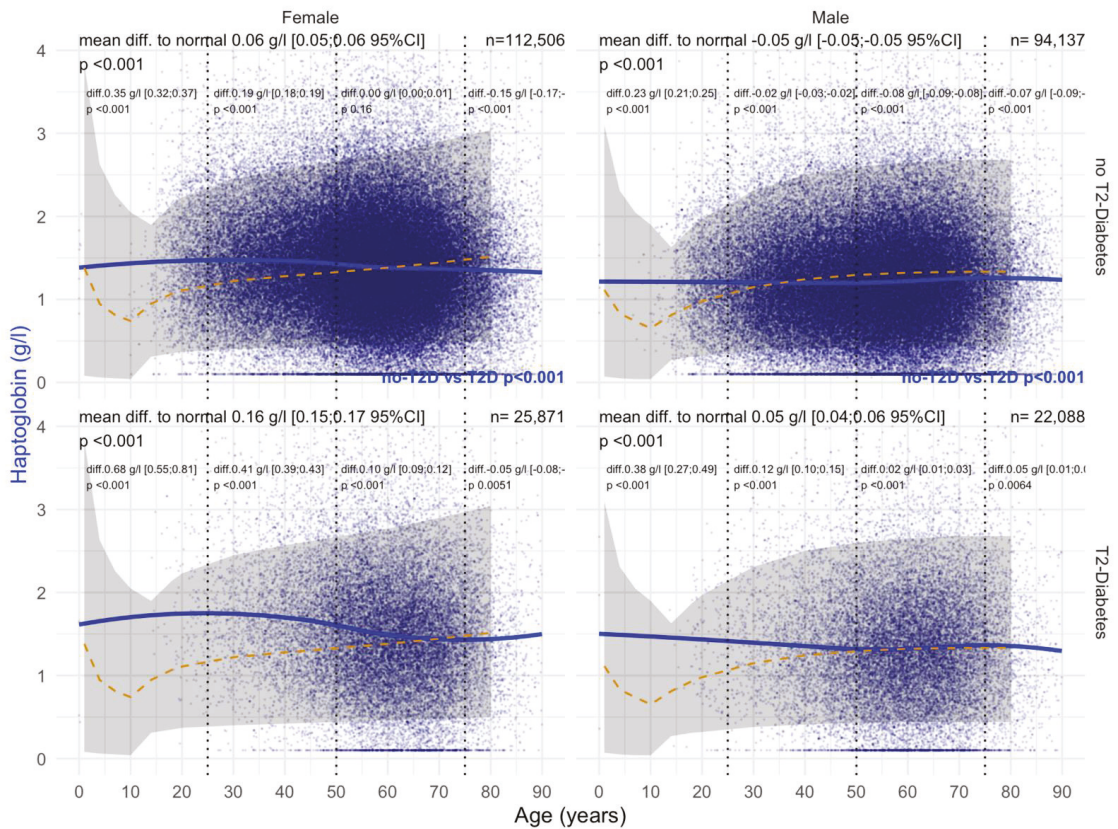 Female
Male
mean diff. to normal 0.06 g/l [0.05;0.06 95%CI]
n=112,506
p <0.001
diff.0.35 g/l [0.32;0.37]
p <0.001
diff.0.19 g/l [0.18;0.19]
p <0.001
diff.0.00 g/l [0.00;0.01]
p 0.16
diff.-0.15 g/l [-0.17;-
p <0.001
mean diff. to normal -0.05 g/l [-0.05;-0.05 95%CI]
n= 94,137
p <0.001
diff.0.23 g/l [0.21;0.25]
p <0.001
diff.-0.02 g/l [-0.03;-0.02]
p <0.001
diff.-0.08 g/l [-0.09;-0.08]
p <0.001
diff.-0.07 g/l [-0.09;-
p <0.001
no T2-Diabetes
4
3
2
1
0
no-T2D vs T2D p<0.001
no-T2D vs T2D p<0.001
Haptoglobin (g/l)
mean diff. to normal 0.16 g/l [0.15;0.17 95%CI]
n= 25,871
p <0.001
diff.0.68 g/l [0.55;0.81]
p <0.001
diff.0.41 g/l [0.39;0.43]
p <0.001
diff.0.10 g/l [0.09;0.12]
p <0.001
diff.-0.05 g/l [-0.08;-
p 0.0051
mean diff. to normal 0.05 g/l [0.04;0.06 95%CI]
n= 22,088
p <0.001
diff.0.38 g/l [0.27;0.49]
p <0.001
diff.0.12 g/l [0.10;0.15]
p <0.001
diff.0.02 g/l [0.01;0.03]
p <0.001
diff.0.05 g/l [0.01;0.0
p 0.0064
T2-Diabetes
4
3
2
1
0
0 10 20 30 40 50 60 70 80 90
0 10 20 30 40 50 60 70 80 90
Age (years)